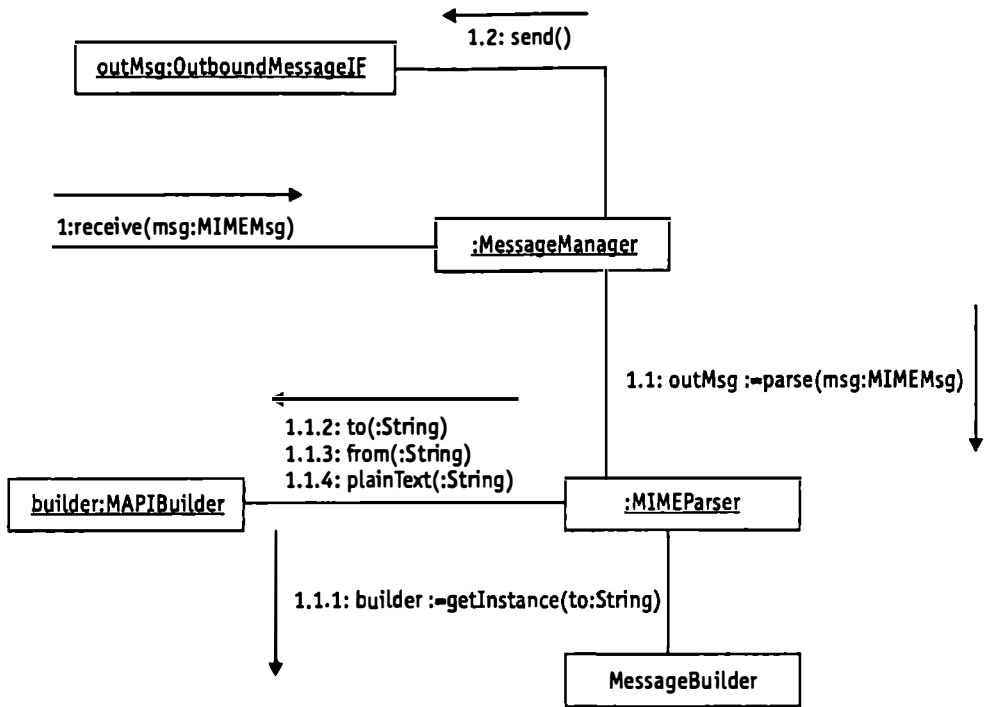 1.2: send()
outMsg:OutboundMessageIF
1:receive(msg:MIMEMsg)
:MessageManager
1.1: outMsg :=parse(msg:MIMEMsg)
1.1.2: to(:String)
1.1.3: from(:String)
1.1.4: plainText(:String)
builder:MAPIBuilder
:MIMEParser
1.1.1: builder :=getInstance(to:String)
MessageBuilder